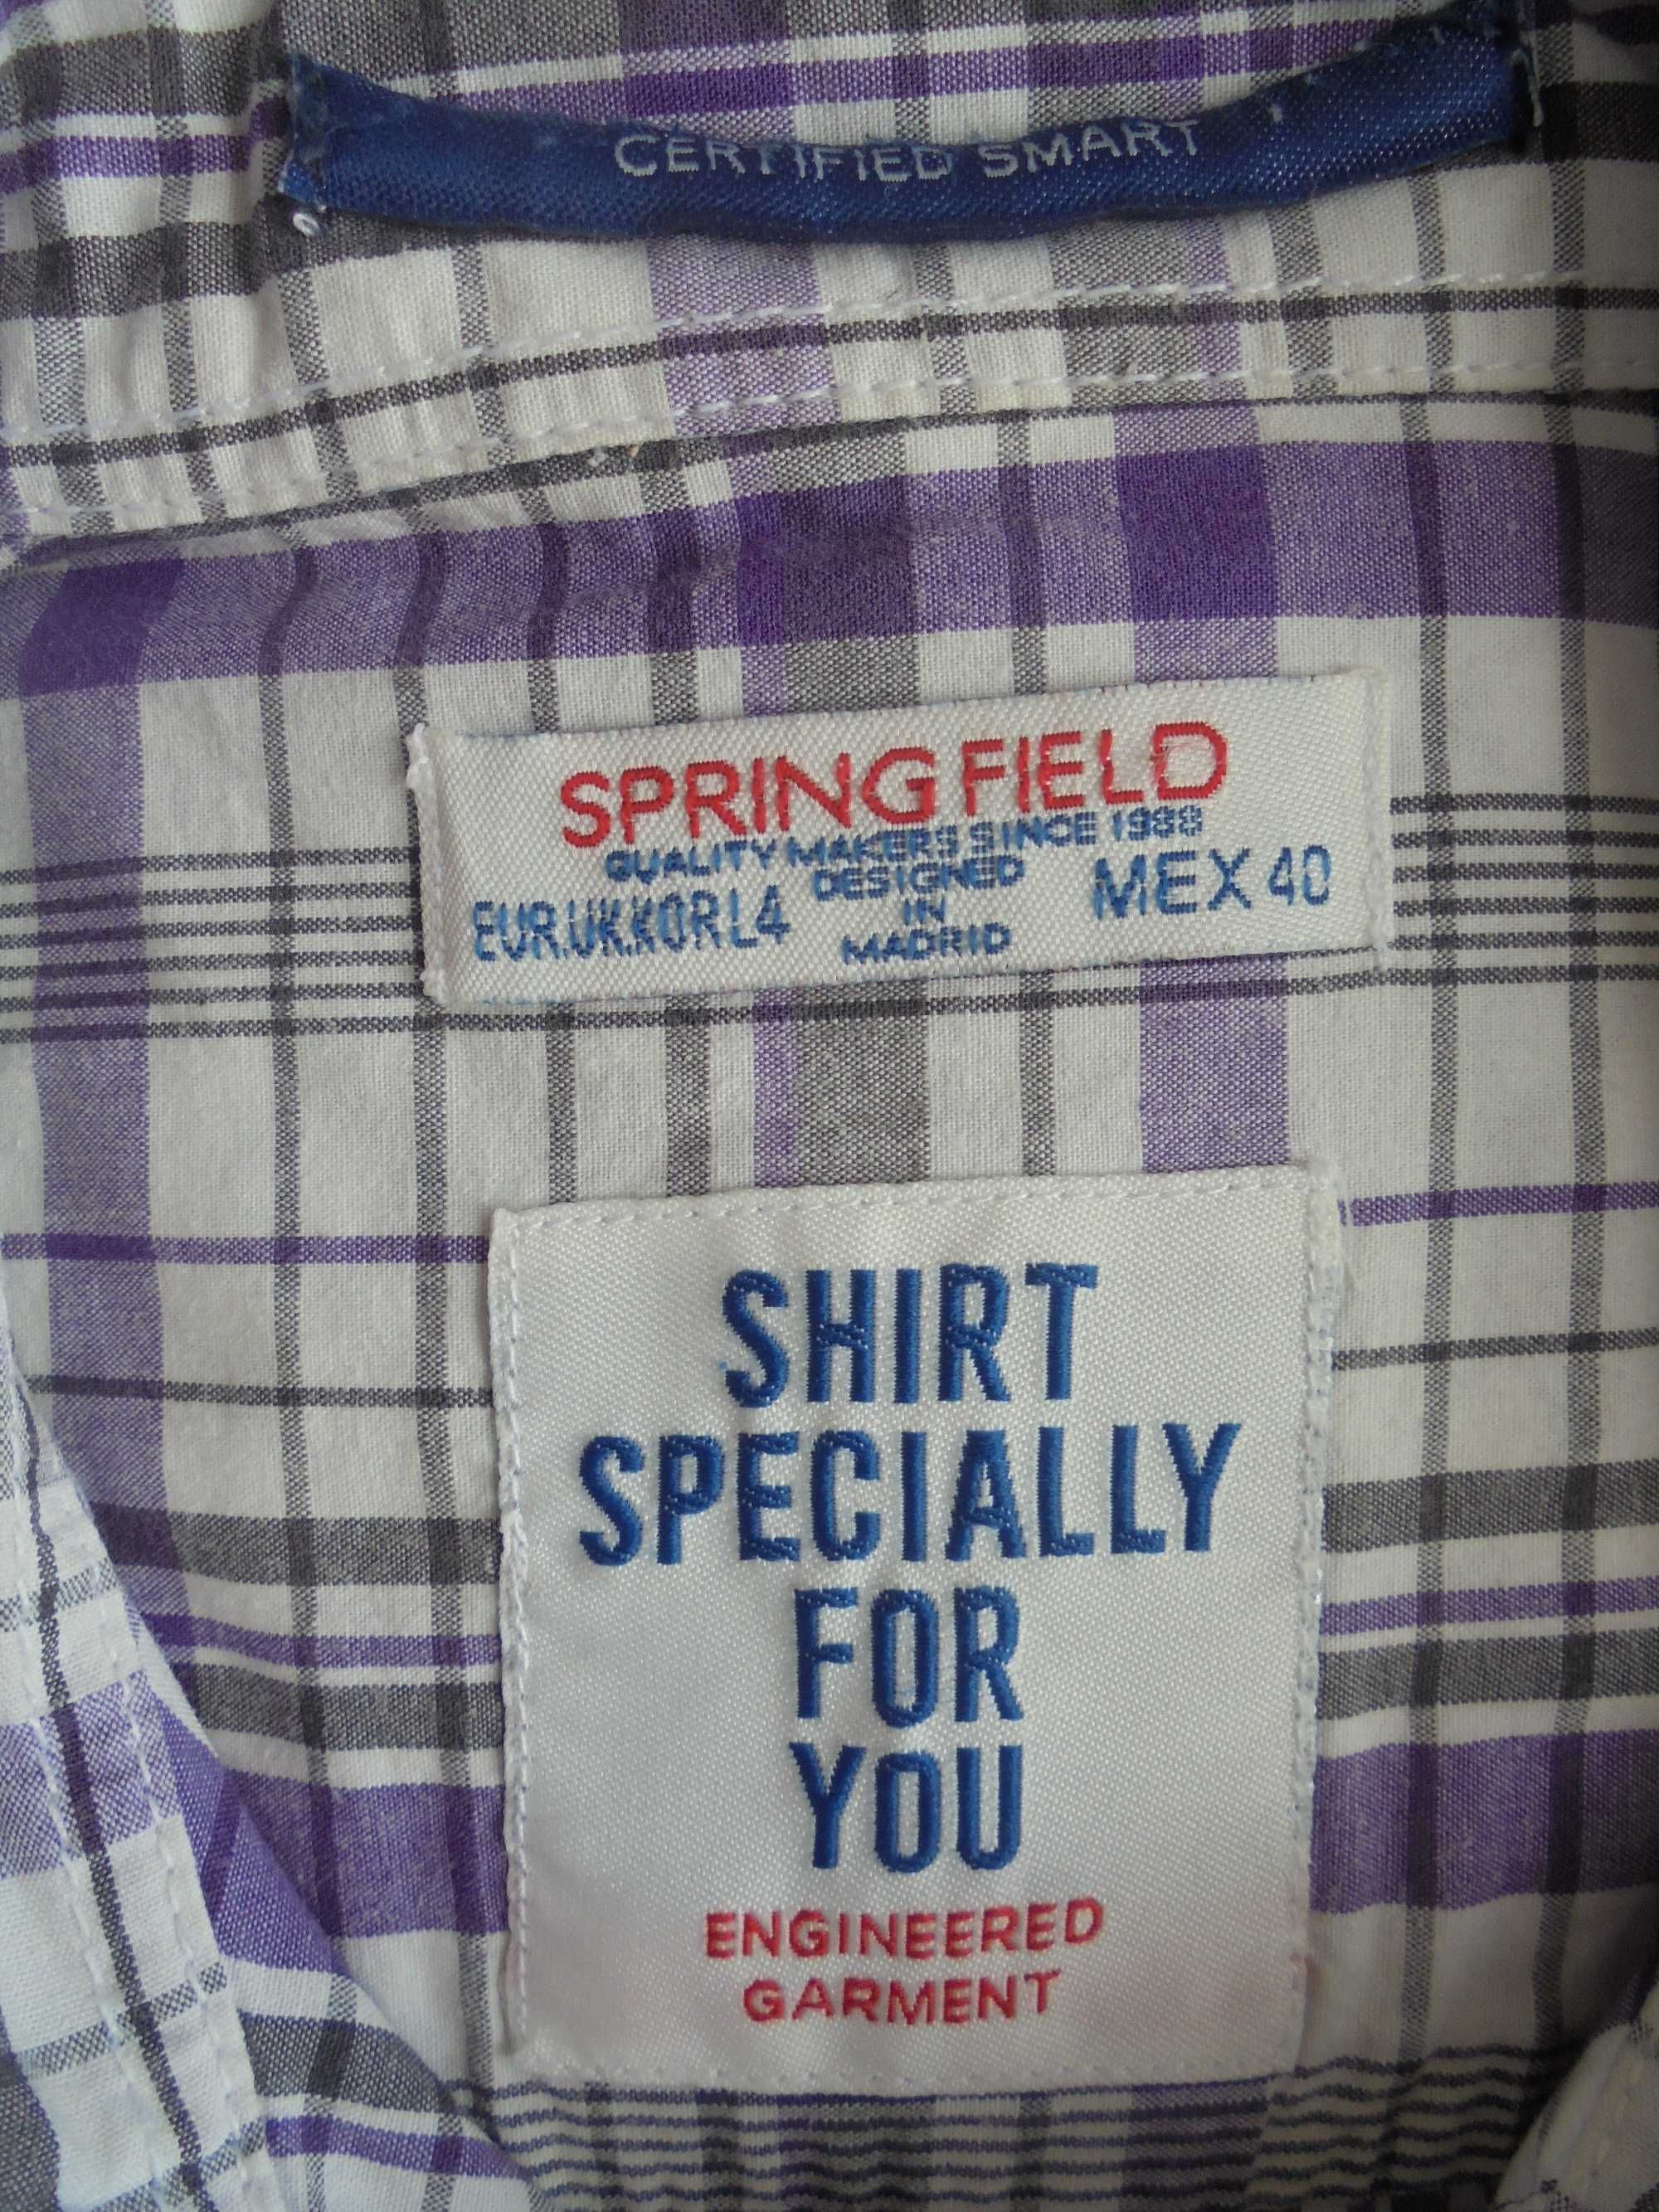 CERTIFIED SMART
SPRINGFIELD
QUALITY MAKERS SINCE 1988
EUR.UK.KOR L4 DESIGNED MEX 40
IN
MADRID
SHIRT
SPECIALLY
FOR
YOU
ENGINEERED
GARMENT